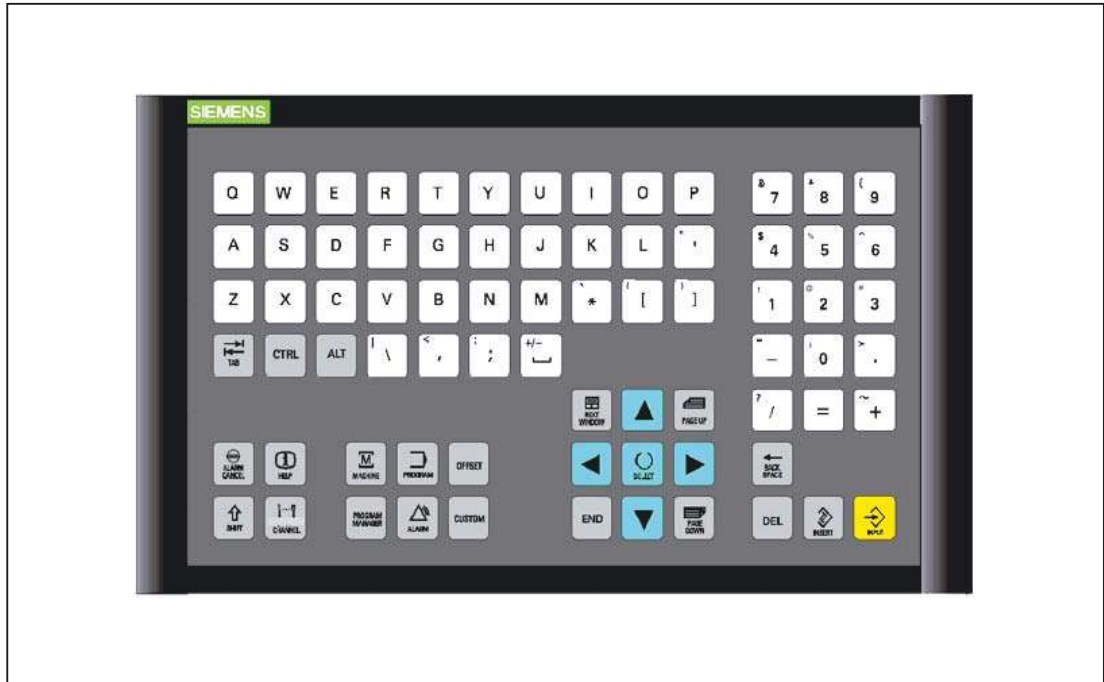 SIEMENS
Q W E R T Y U I O P & 7 * 8 ( 9
A S D F G H J K L " ' $ 4 % 5 ^ 6
Z X C V B N M ` * { [ } ] ! 1 @ 2 # 3
TAB CTRL ALT | \ < , : ; +/- _ - 0 > .
NEXT WINDOW PAGE UP ? / = ~ +
ALARM CANCEL HELP M MACHINE PROGRAM OFFSET SELECT BACK SPACE
SHIFT 1...n CHANNEL PROGRAM MANAGER ALARM CUSTOM END PAGE DOWN DEL INSERT INPUT